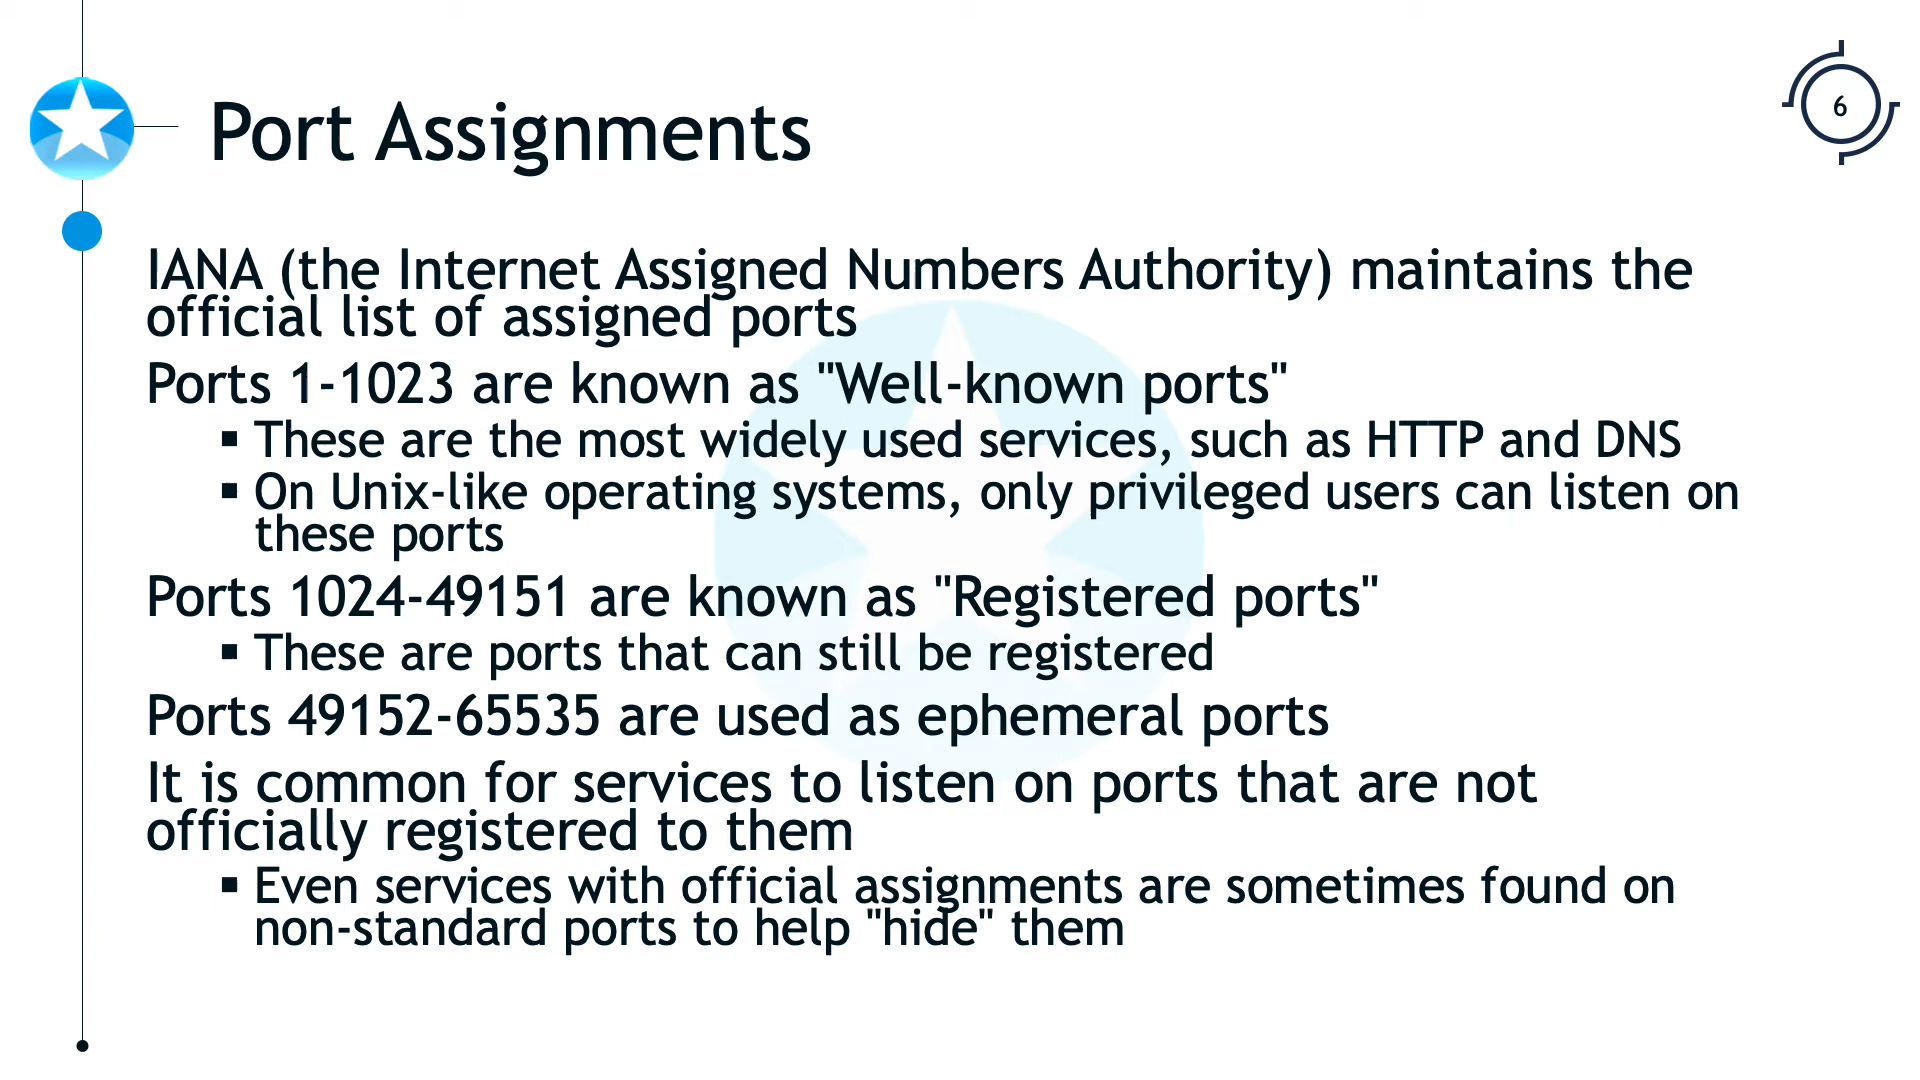 6
Port Assignments
IANA (the Internet Assigned Numbers Authority) maintains the
official list of assigned ports
Ports 1-1023 are known as "Well-known ports"
▪ These are the most widely used services, such as HTTP and DNS
▪ On Unix-like operating systems, only privileged users can listen on
these ports
Ports 1024-49151 are known as "Registered ports"
▪ These are ports that can still be registered
Ports 49152-65535 are used as ephemeral ports
It is common for services to listen on ports that are not
officially registered to them
▪ Even services with official assignments are sometimes found on
non-standard ports to help "hide" them